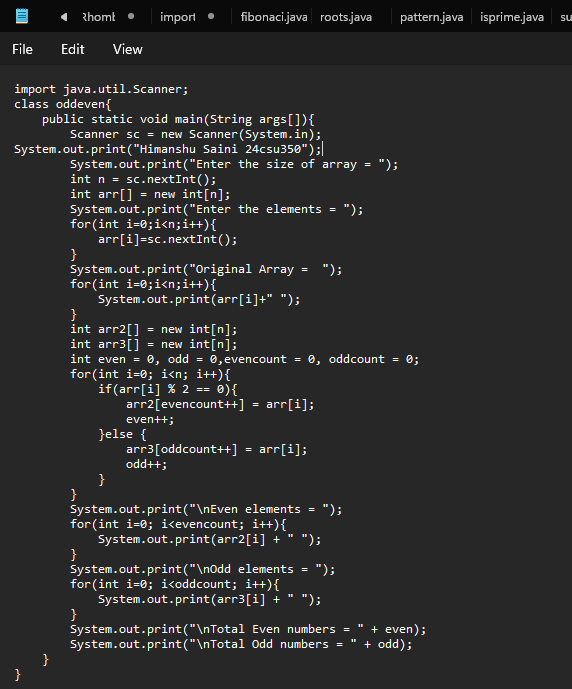 Rhomb import fibonaci.java roots.java pattern.java isprime.java su
File Edit View
import java.util.Scanner;
class oddeven{
    public static void main(String args[]){
        Scanner sc = new Scanner(System.in);
System.out.print("Himanshu Saini 24csu350");
        System.out.print("Enter the size of array = ");
        int n = sc.nextInt();
        int arr[] = new int[n];
        System.out.print("Enter the elements = ");
        for(int i=0;i<n;i++){
            arr[i]=sc.nextInt();
        }
        System.out.print("Original Array =  ");
        for(int i=0;i<n;i++){
            System.out.print(arr[i]+" ");
        }
        int arr2[] = new int[n];
        int arr3[] = new int[n];
        int even = 0, odd = 0,evencount = 0, oddcount = 0;
        for(int i=0; i<n; i++){
            if(arr[i] % 2 == 0){
                arr2[evencount++] = arr[i];
                even++;
            }else {
                arr3[oddcount++] = arr[i];
                odd++;
            }
        }
        System.out.print("\nEven elements = ");
        for(int i=0; i<evencount; i++){
            System.out.print(arr2[i] + " ");
        }
        System.out.print("\nOdd elements = ");
        for(int i=0; i<oddcount; i++){
            System.out.print(arr3[i] + " ");
        }
        System.out.print("\nTotal Even numbers = " + even);
        System.out.print("\nTotal Odd numbers = " + odd);
    }
}